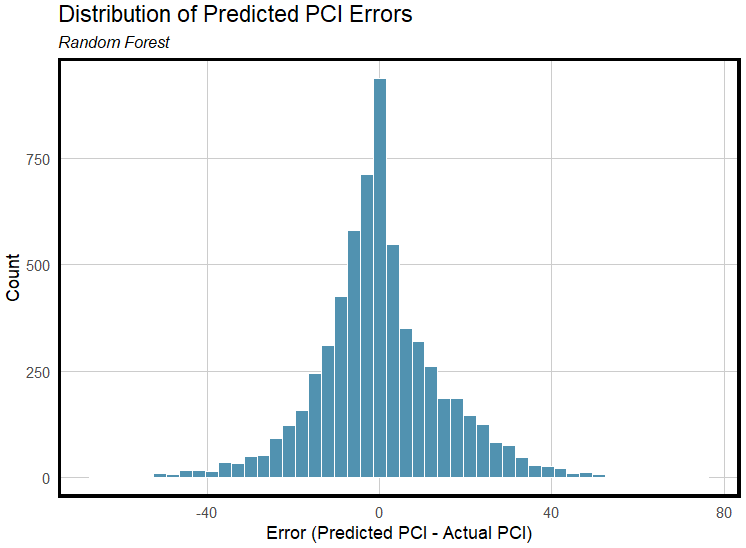 Distribution of Predicted PCI Errors
Random Forest
Count
750
500
250
0
-40
0
40
80
Error (Predicted PCI - Actual PCI)